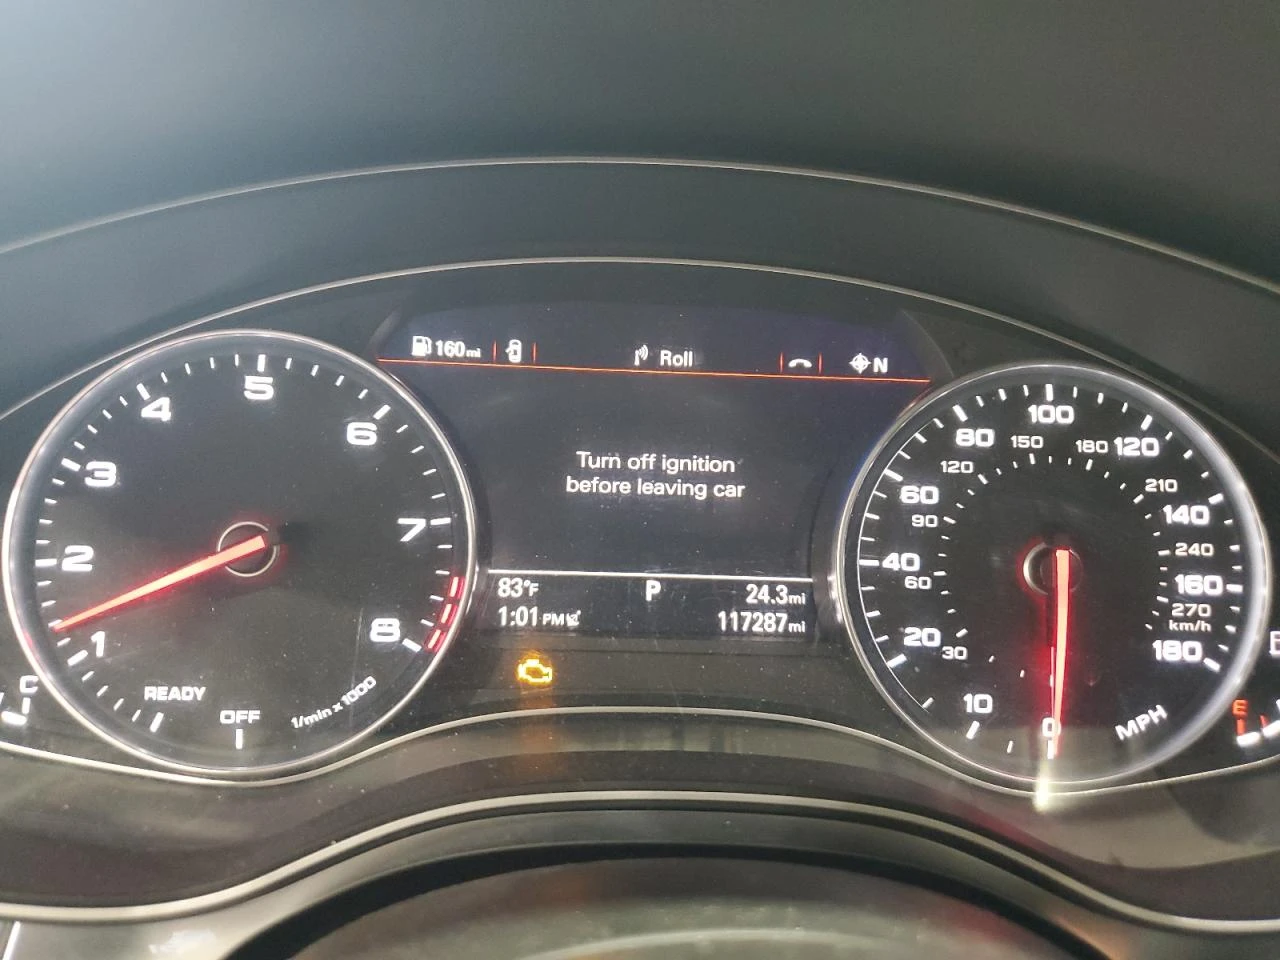 160mi
Roll
N
Turn off ignition
before leaving car
83°F P 24.3mi
1:01 PM 117287mi
1
2
3
4
5
6
7
8
READY
OFF
1/min x 1000
C
0
10
20
40
60
80
100
120
140
160
180
30
60
90
120
150
180
210
240
270
km/h
MPH
E